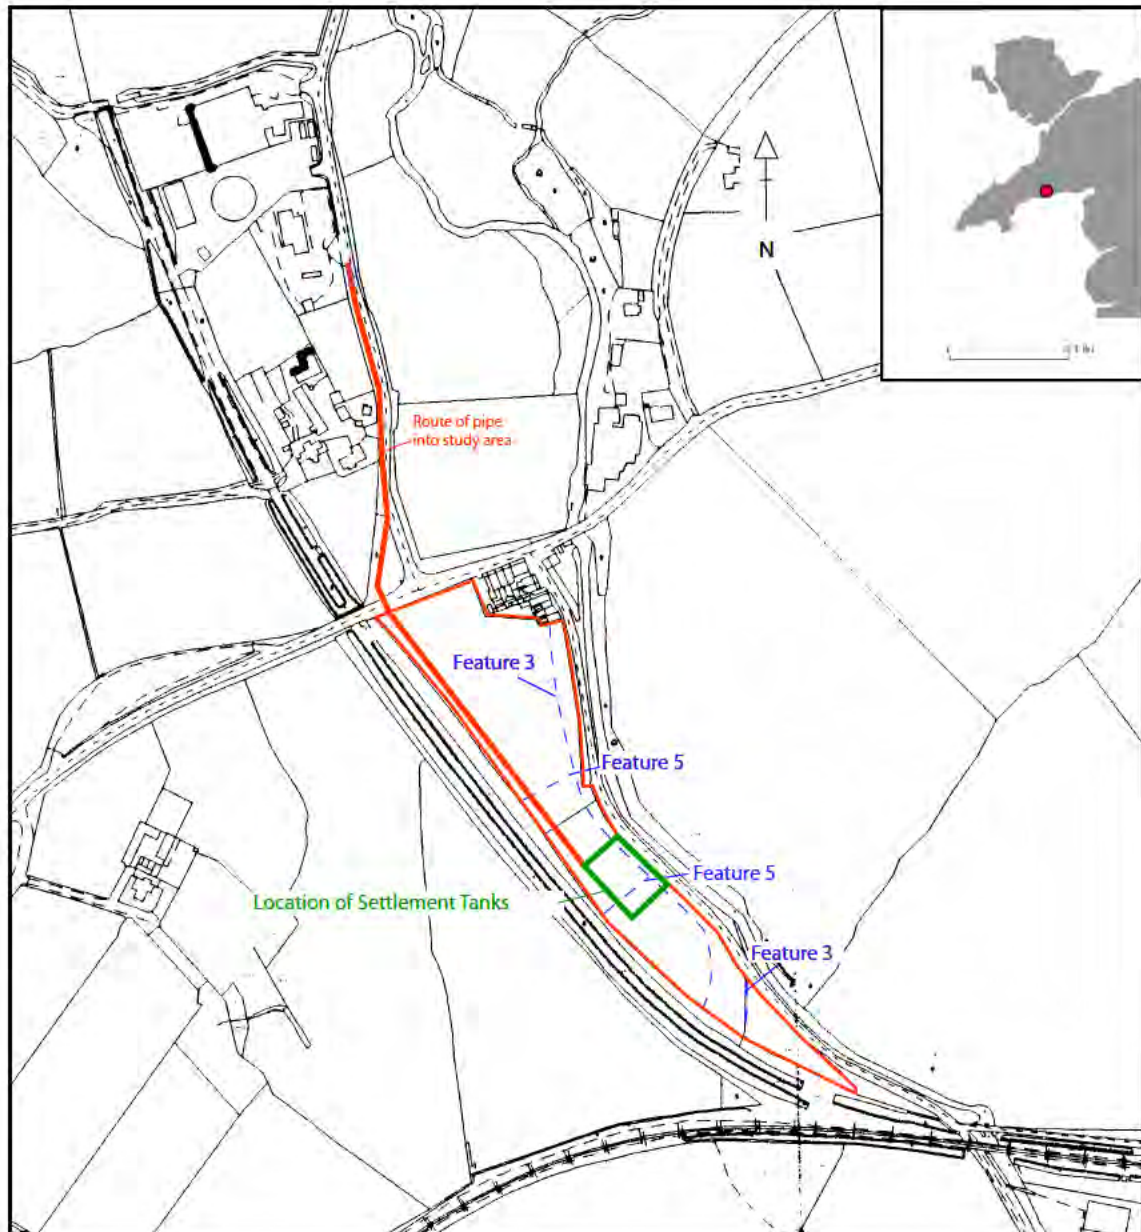 N
Route of pipe
into study area
Feature 3
Feature 5
Feature 5
Location of Settlement Tanks
Feature 3